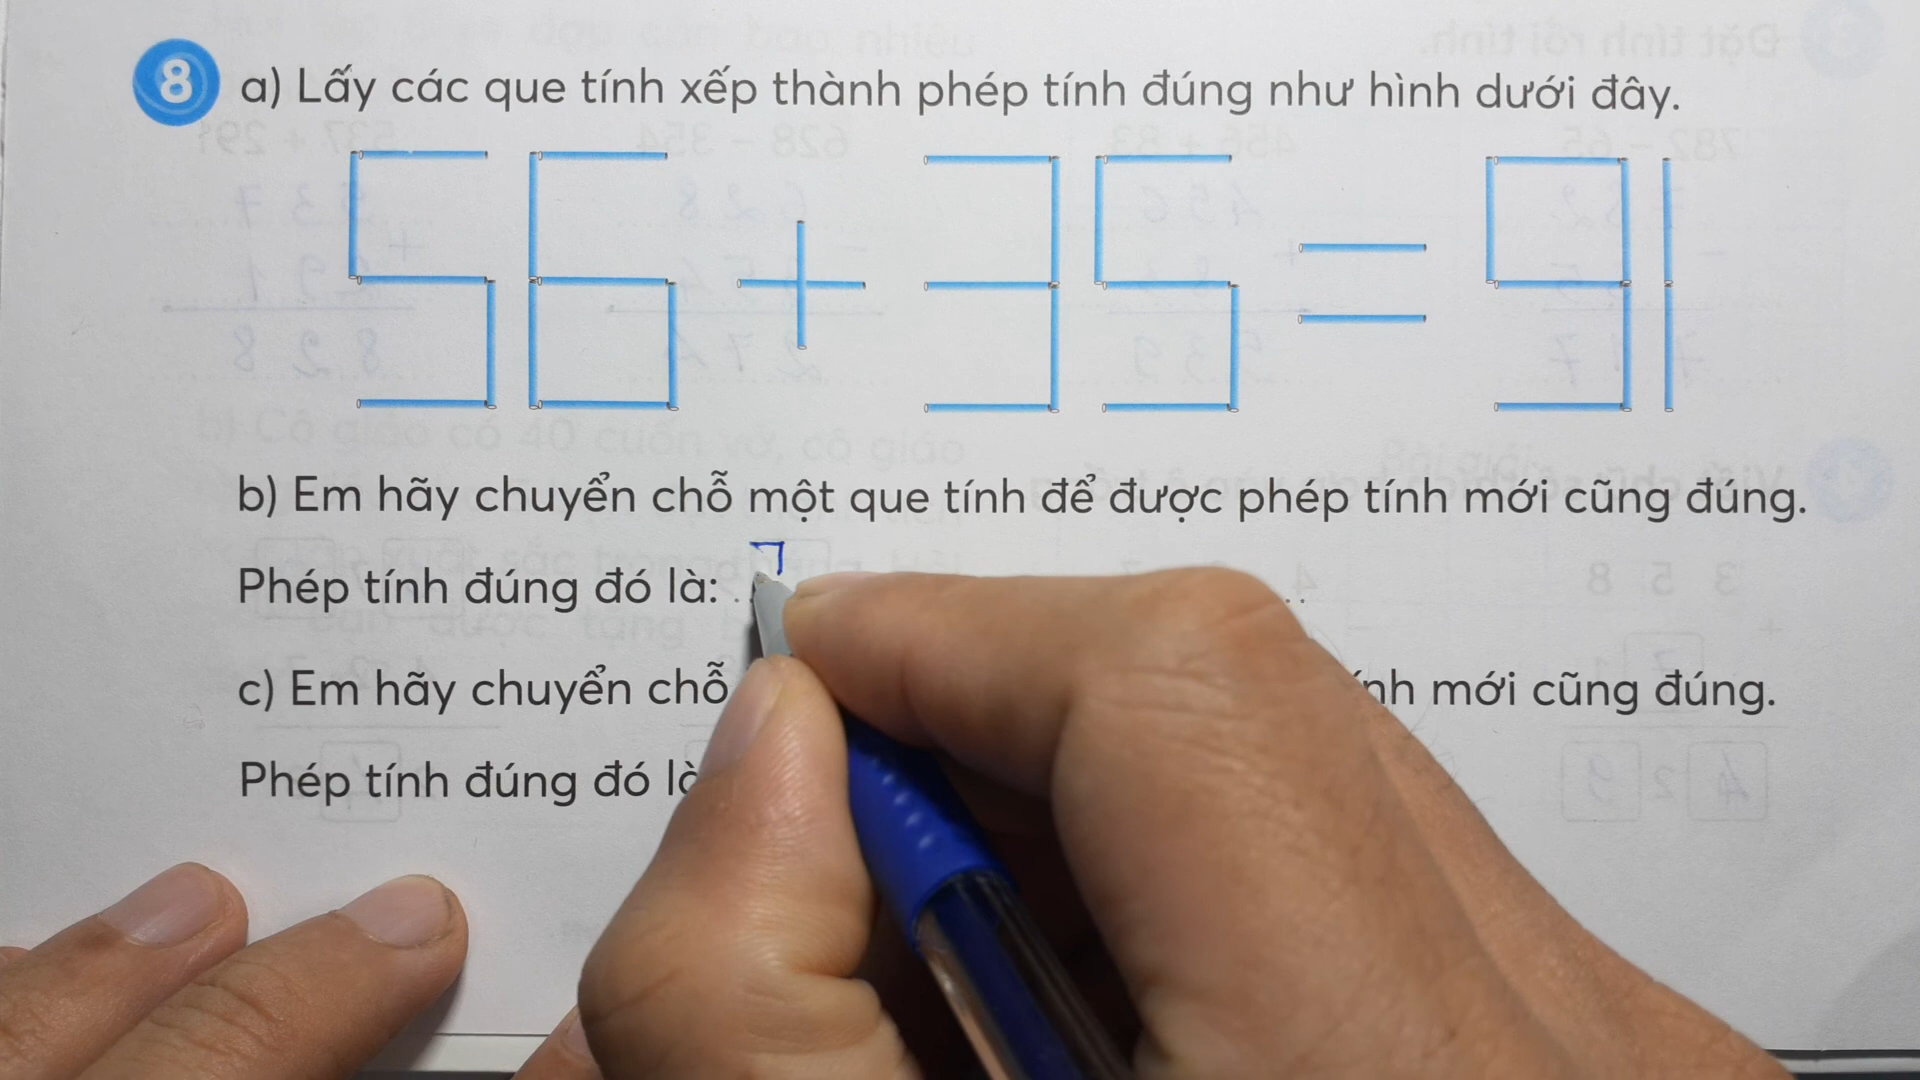 8 a) Lấy các que tính xếp thành phép tính đúng như hình dưới đây.
56 + 35 = 91
b) Em hãy chuyển chỗ một que tính để được phép tính mới cũng đúng.
Phép tính đúng đó là:
c) Em hãy chuyển chỗ mới cũng đúng.
Phép tính đúng đó